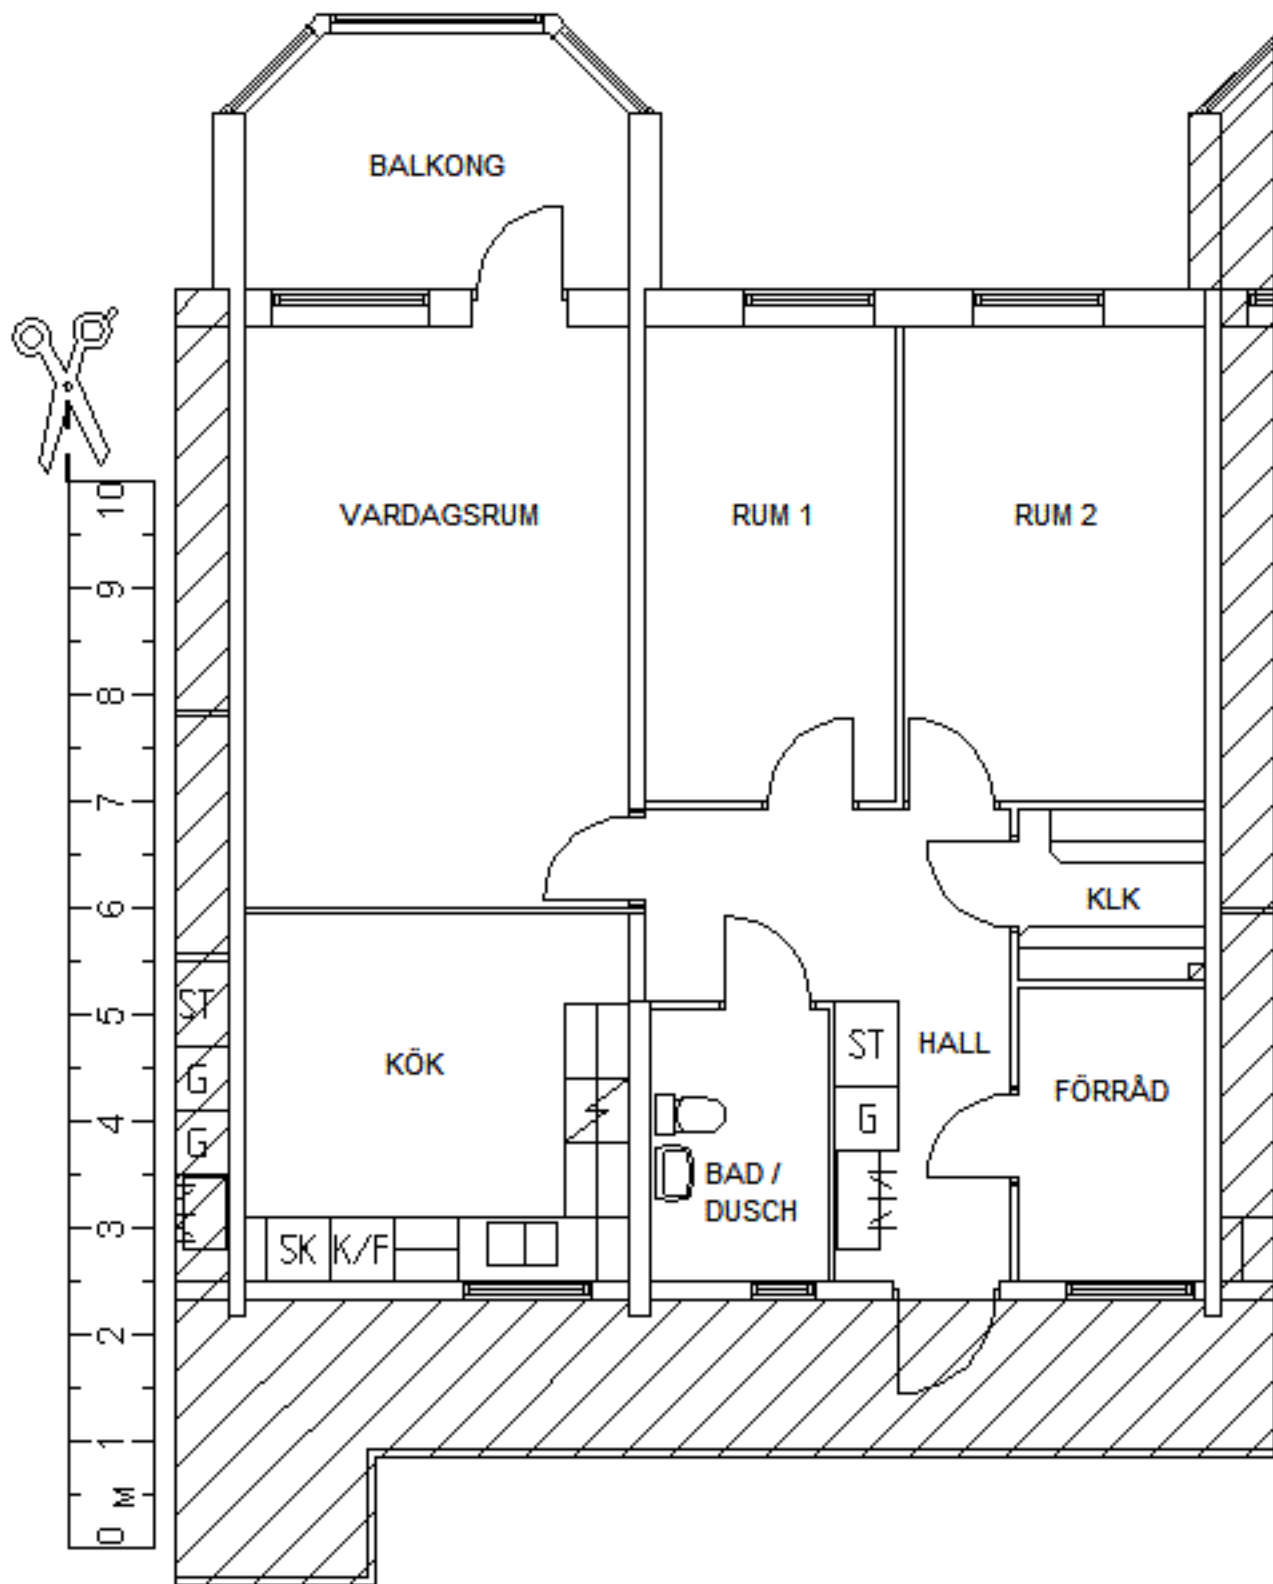 BALKONG
VARDAGSRUM
RUM 1
RUM 2
KLK
KÖK
ST
G
HALL
FÖRRÅD
BAD /
DUSCH
SK
K/F
ST
G
G
10
9
8
7
6
5
4
3
2
1
M
0